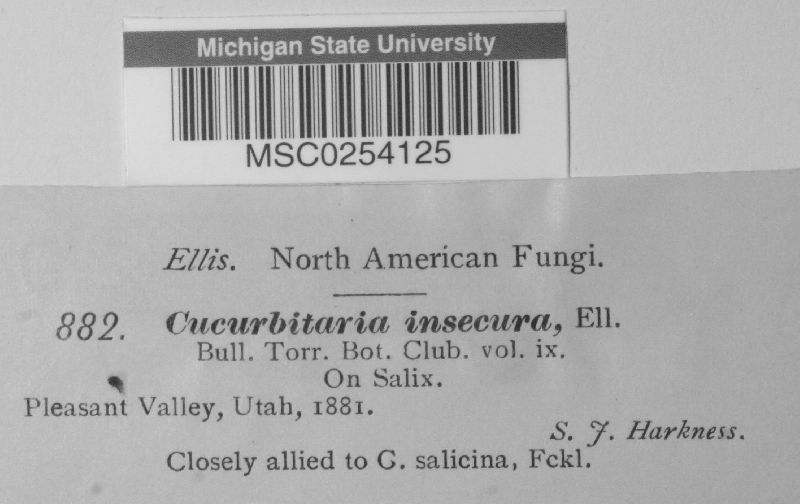 Michigan State University
MSC0254125
Ellis. North American Fungi.
882. Cucurbitaria insecura, Ell.
Bull. Torr. Bot. Club. vol. ix.
On Salix.
Pleasant Valley, Utah, 1881.
S. J. Harkness.
Closely allied to C. salicina, Fckl.